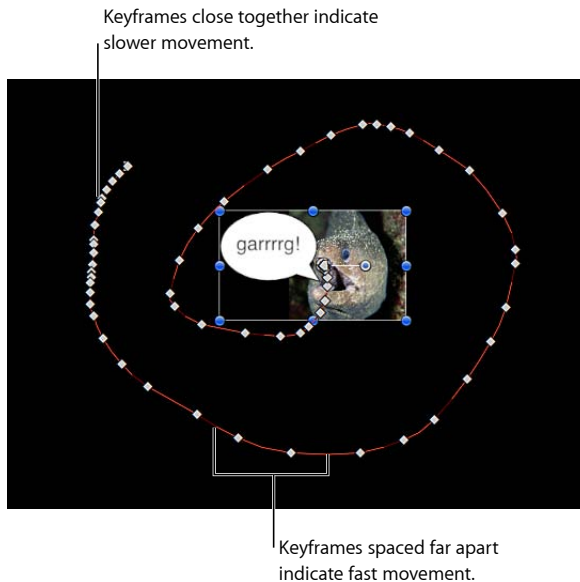 Keyframes close together indicate
slower movement.
garrrrg!
Keyframes spaced far apart
indicate fast movement.